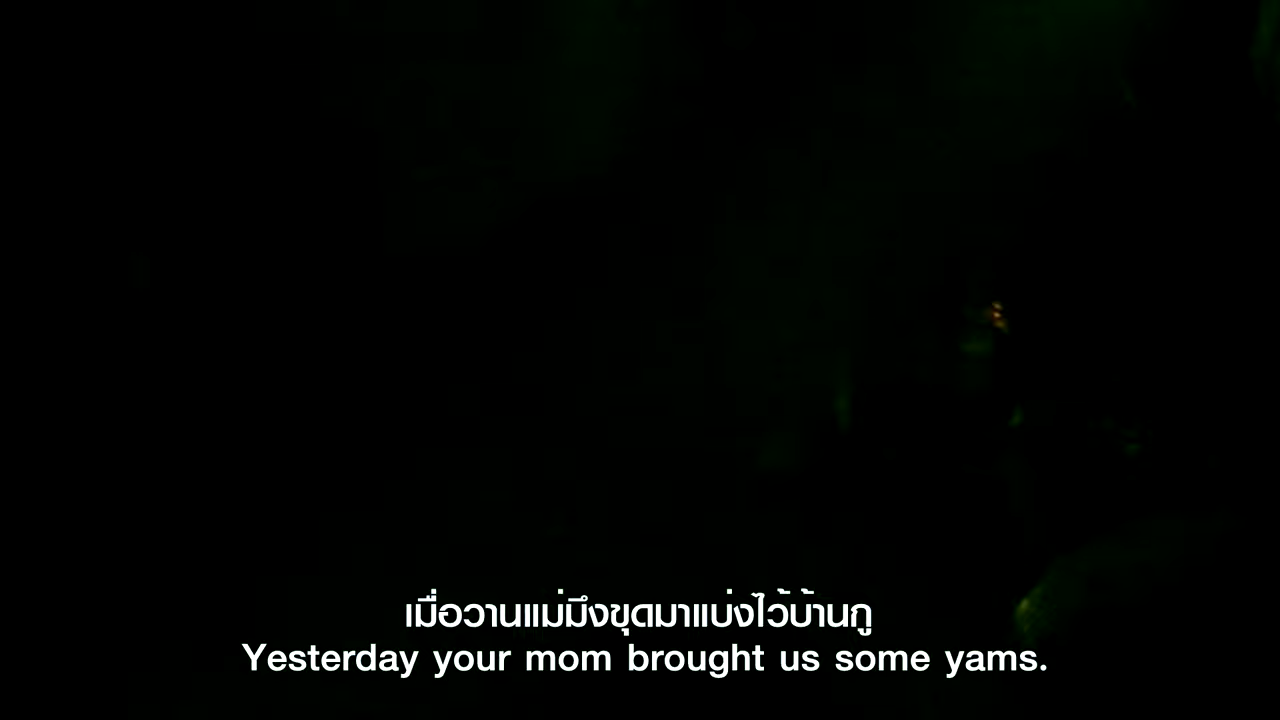 เมื่อวานแม่มึงขุดมาแบ่งไว้บ้านกู
Yesterday your mom brought us some yams.